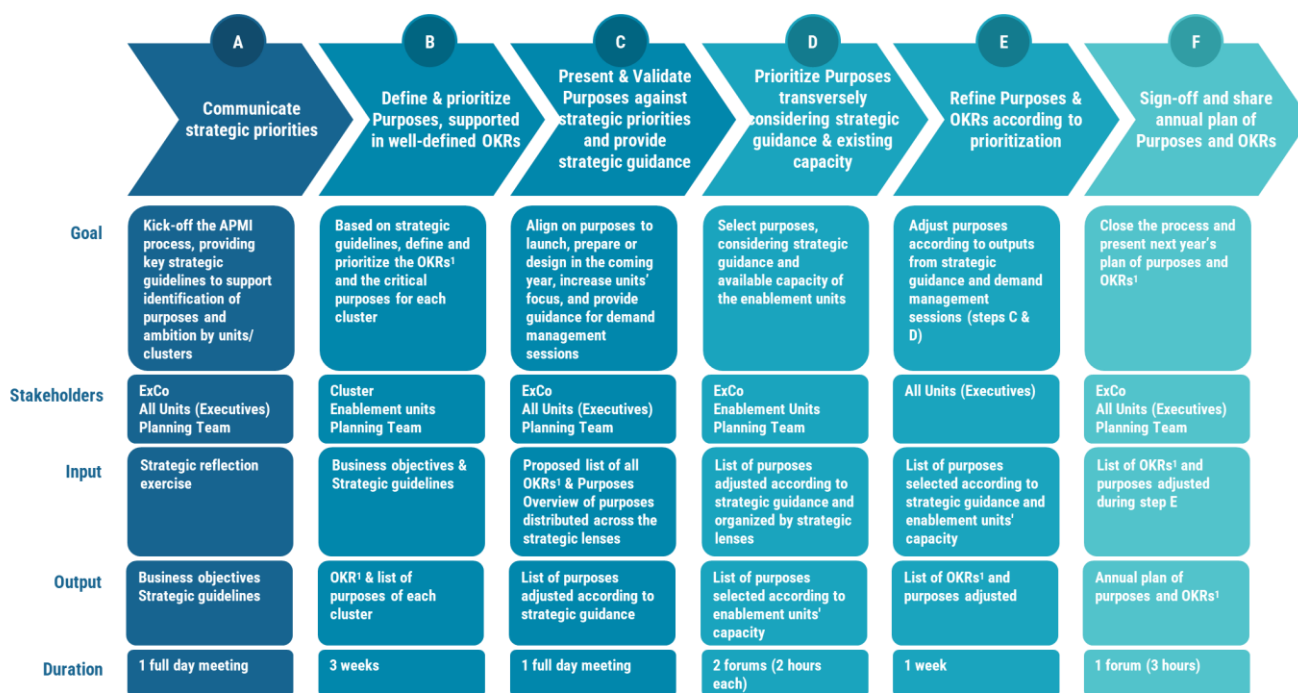 A
B
C
D
E
F
Communicate
strategic priorities
Define & prioritize
Purposes, supported
in well-defined OKRs
Present & Validate
Purposes against
strategic priorities
and provide
strategic guidance
Prioritize Purposes
transversely
considering strategic
guidance & existing
capacity
Refine Purposes &
OKRs according to
prioritization
Sign-off and share
annual plan of
Purposes and OKRs
Goal
Kick-off the APMI
process, providing
key strategic
guidelines to support
identification of
purposes and
ambition by units/
clusters
Based on strategic
guidelines, define and
prioritize the OKRs¹
and the critical
purposes for each
cluster
Align on purposes to
launch, prepare or
design in the coming
year, increase units'
focus, and provide
guidance for demand
management
sessions
Select purposes,
considering strategic
guidance and
available capacity of
the enablement units
Adjust purposes
according to outputs
from strategic
guidance and demand
management
sessions (steps C &
D)
Close the process and
present next year's
plan of purposes and
OKRs¹
Stakeholders
ExCo
All Units (Executives)
Planning Team
Cluster
Enablement units
Planning Team
ExCo
All Units (Executives)
Planning Team
ExCo
Enablement Units
Planning Team
All Units (Executives)
ExCo
All Units (Executives)
Planning Team
Input
Strategic reflection
exercise
Business objectives &
Strategic guidelines
Proposed list of all
OKRs¹ & Purposes
Overview of purposes
distributed across the
strategic lenses
List of purposes
adjusted according to
strategic guidance and
organized by strategic
lenses
List of purposes
selected according to
strategic guidance and
enablement units'
capacity
List of OKRs¹ and
purposes adjusted
during step E
Output
Business objectives
Strategic guidelines
OKR¹ & list of
purposes of each
cluster
List of purposes
adjusted according to
strategic guidance
List of purposes
selected according to
enablement units'
capacity
List of OKRs¹ and
purposes adjusted
Annual plan of
purposes and OKRs¹
Duration
1 full day meeting
3 weeks
1 full day meeting
2 forums (2 hours
each)
1 week
1 forum (3 hours)